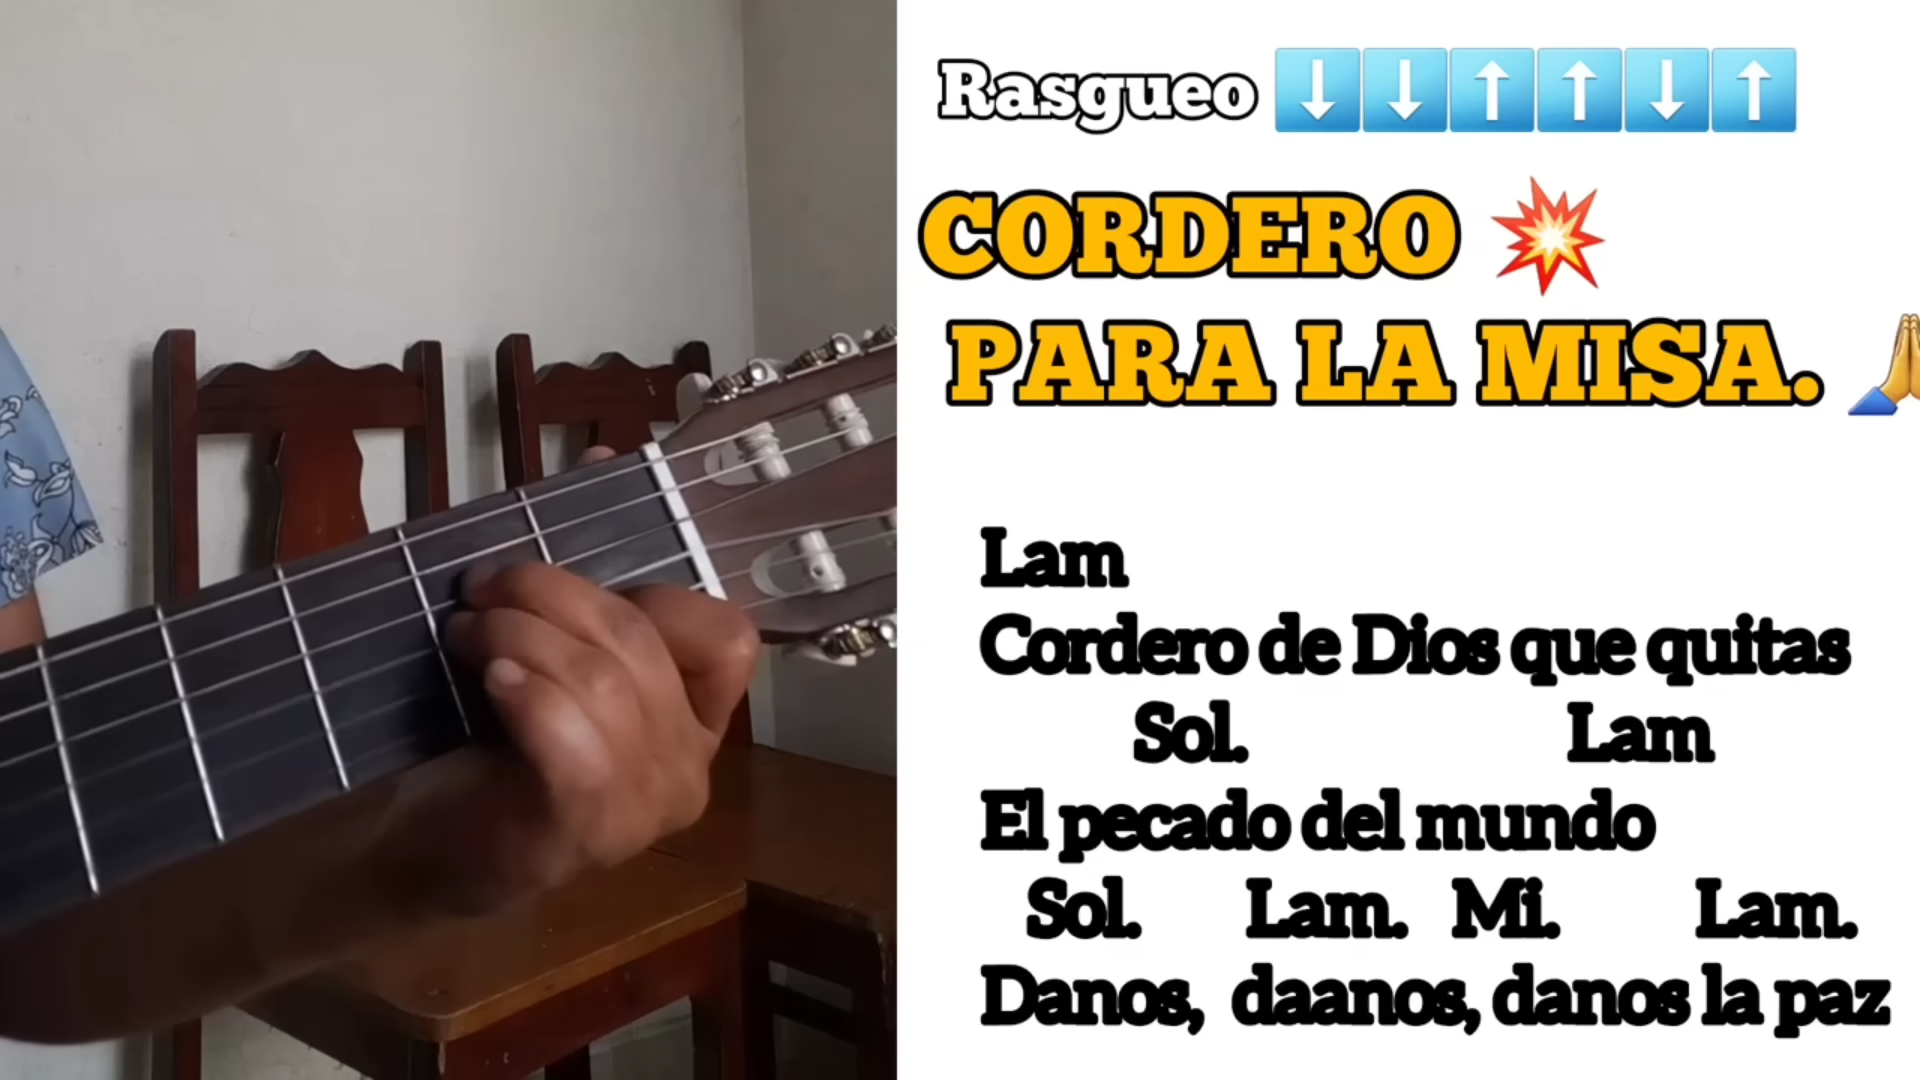 Rasgueo ⬇️⬇️⬆️⬆️⬇️⬆️
CORDERO 💥
PARA LA MISA. 🙏
Lam
Cordero de Dios que quitas
Sol. Lam
El pecado del mundo
Sol. Lam. Mi. Lam.
Danos, daanos, danos la paz